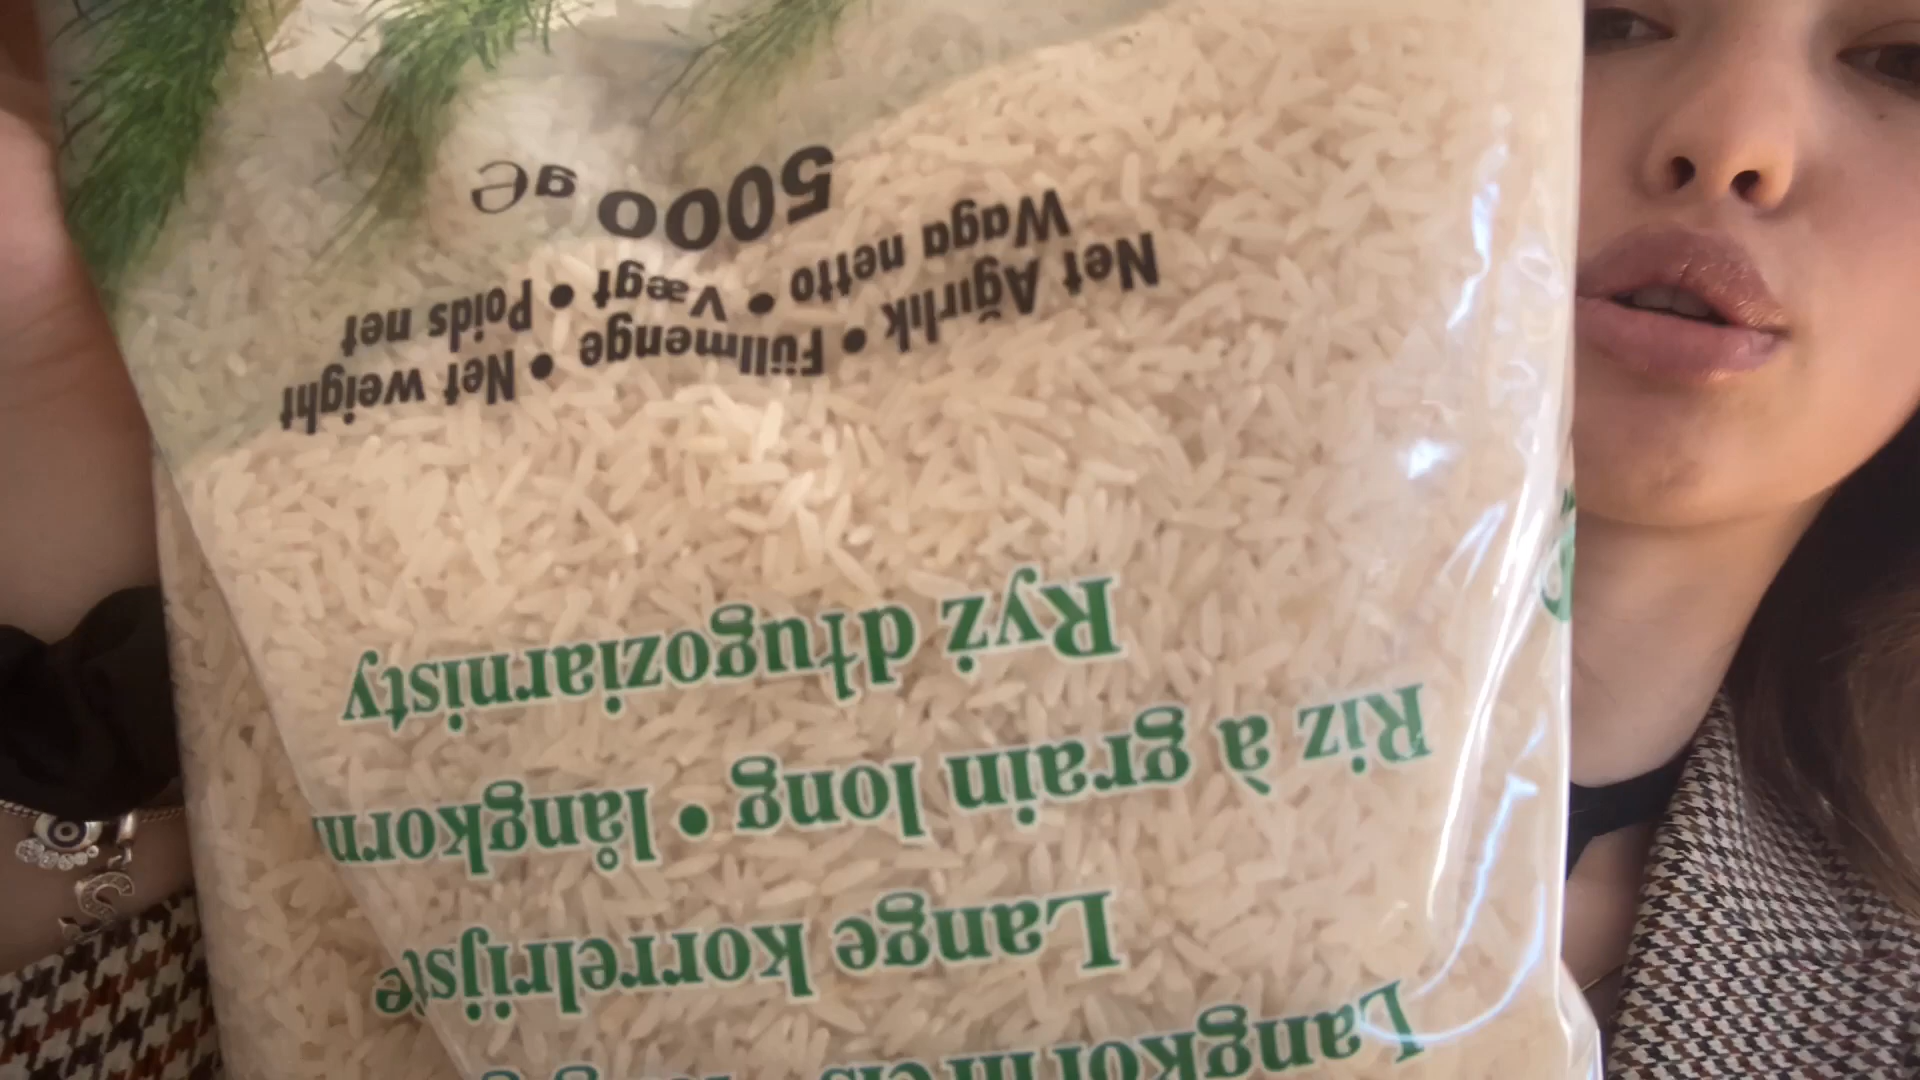 Langkornreis
Lange korrelrijste
Riz à grain long • långkorn
Ryż długoziarnisty
Net Ağırlık • Füllmenge • Net weight
Waga netto • Vægt • Poids net
5000 g e